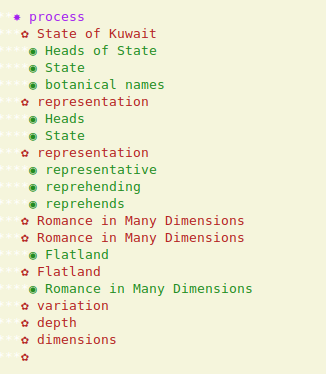 process
State of Kuwait
Heads of State
State
botanical names
representation
Heads
State
representation
representative
reprehending
reprehends
Romance in Many Dimensions
Romance in Many Dimensions
Flatland
Flatland
Romance in Many Dimensions
variation
depth
dimensions